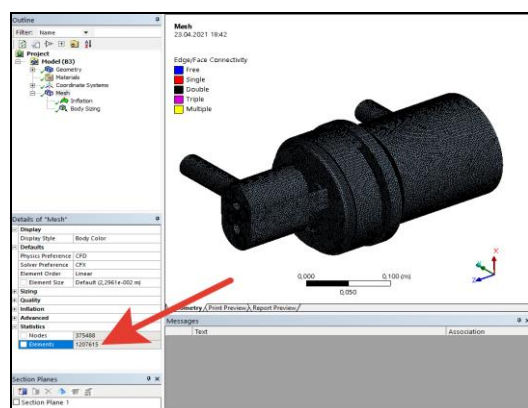 Outline
Filter: Name
Project
Model (B3)
Geometry
Materials
Coordinate Systems
Mesh
Inflation
Body Sizing
Details of "Mesh"
Display
Display Style Body Color
Defaults
Physics Preference CFD
Solver Preference CFX
Element Order Linear
Element Size Default (2,2961e-002 m)
Sizing
Quality
Inflation
Advanced
Statistics
Nodes 375488
Elements 1207615
Section Planes
Section Plane 1
Mesh
23.04.2021 18:42
Edge/Face Connectivity
Free
Single
Double
Triple
Multiple
0,000 0,100 (m)
0,050
X
Z
Print Preview Report Preview
Messages
Text Association